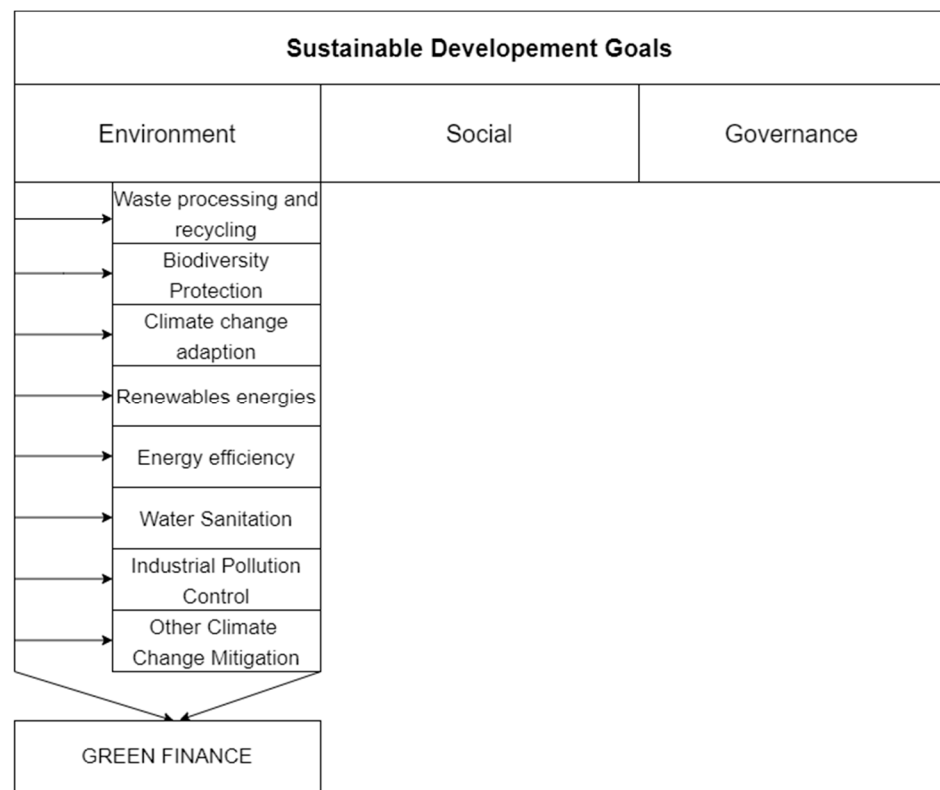 Sustainable Developement Goals
Environment
Social
Governance
Waste processing and
recycling
Biodiversity
Protection
Climate change
adaption
Renewables energies
Energy efficiency
Water Sanitation
Industrial Pollution
Control
Other Climate
Change Mitigation
GREEN FINANCE